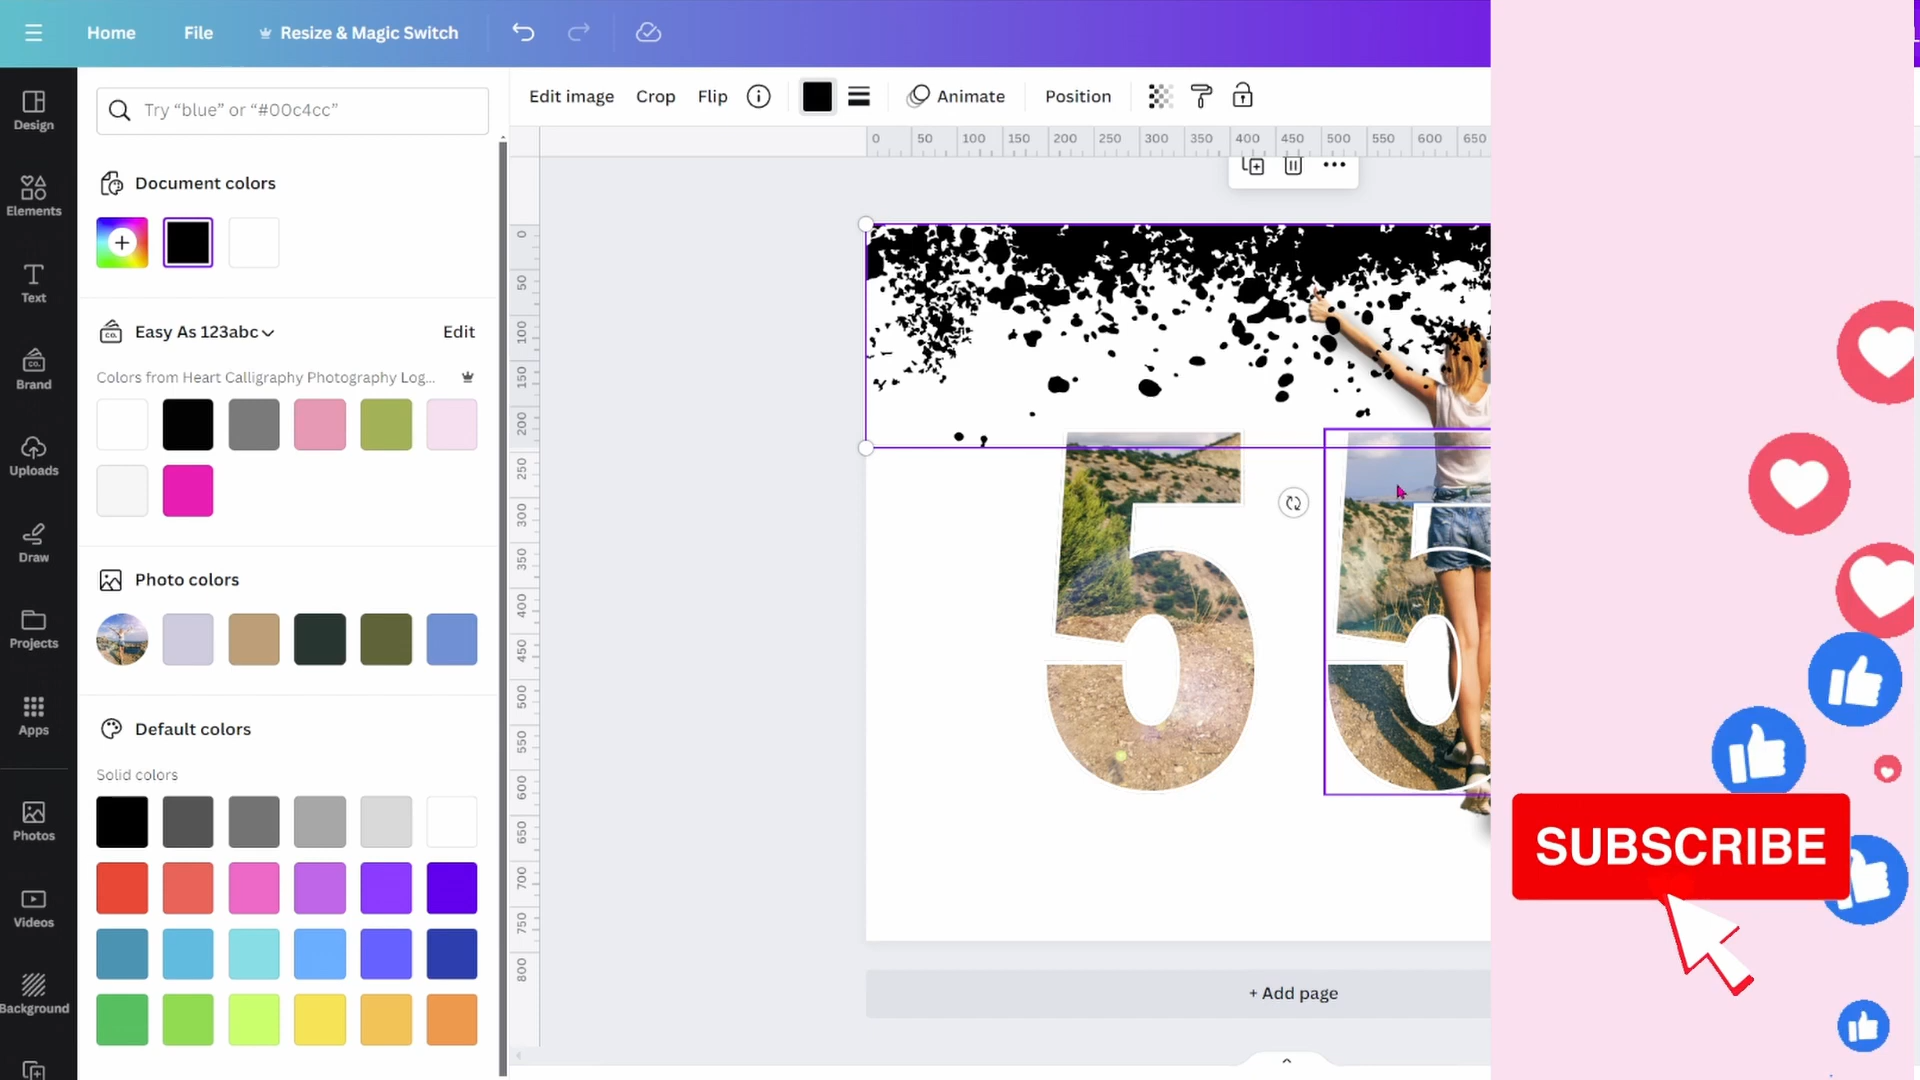 Home
File
Resize & Magic Switch
Design
Elements
Text
Brand
Uploads
Draw
Projects
Apps
Photos
Videos
Background
Try “blue” or “#00c4cc”
Document colors
CO.
Easy As 123abc
Edit
Colors from Heart Calligraphy Photography Log...
Photo colors
Default colors
Solid colors
Edit image
Crop
Flip
Animate
Position
0 50 100 150 200 250 300 350 400 450 500 550 600 650
0
50
100
150
200
250
300
350
400
450
500
550
600
650
700
750
800
5 5
+ Add page
SUBSCRIBE